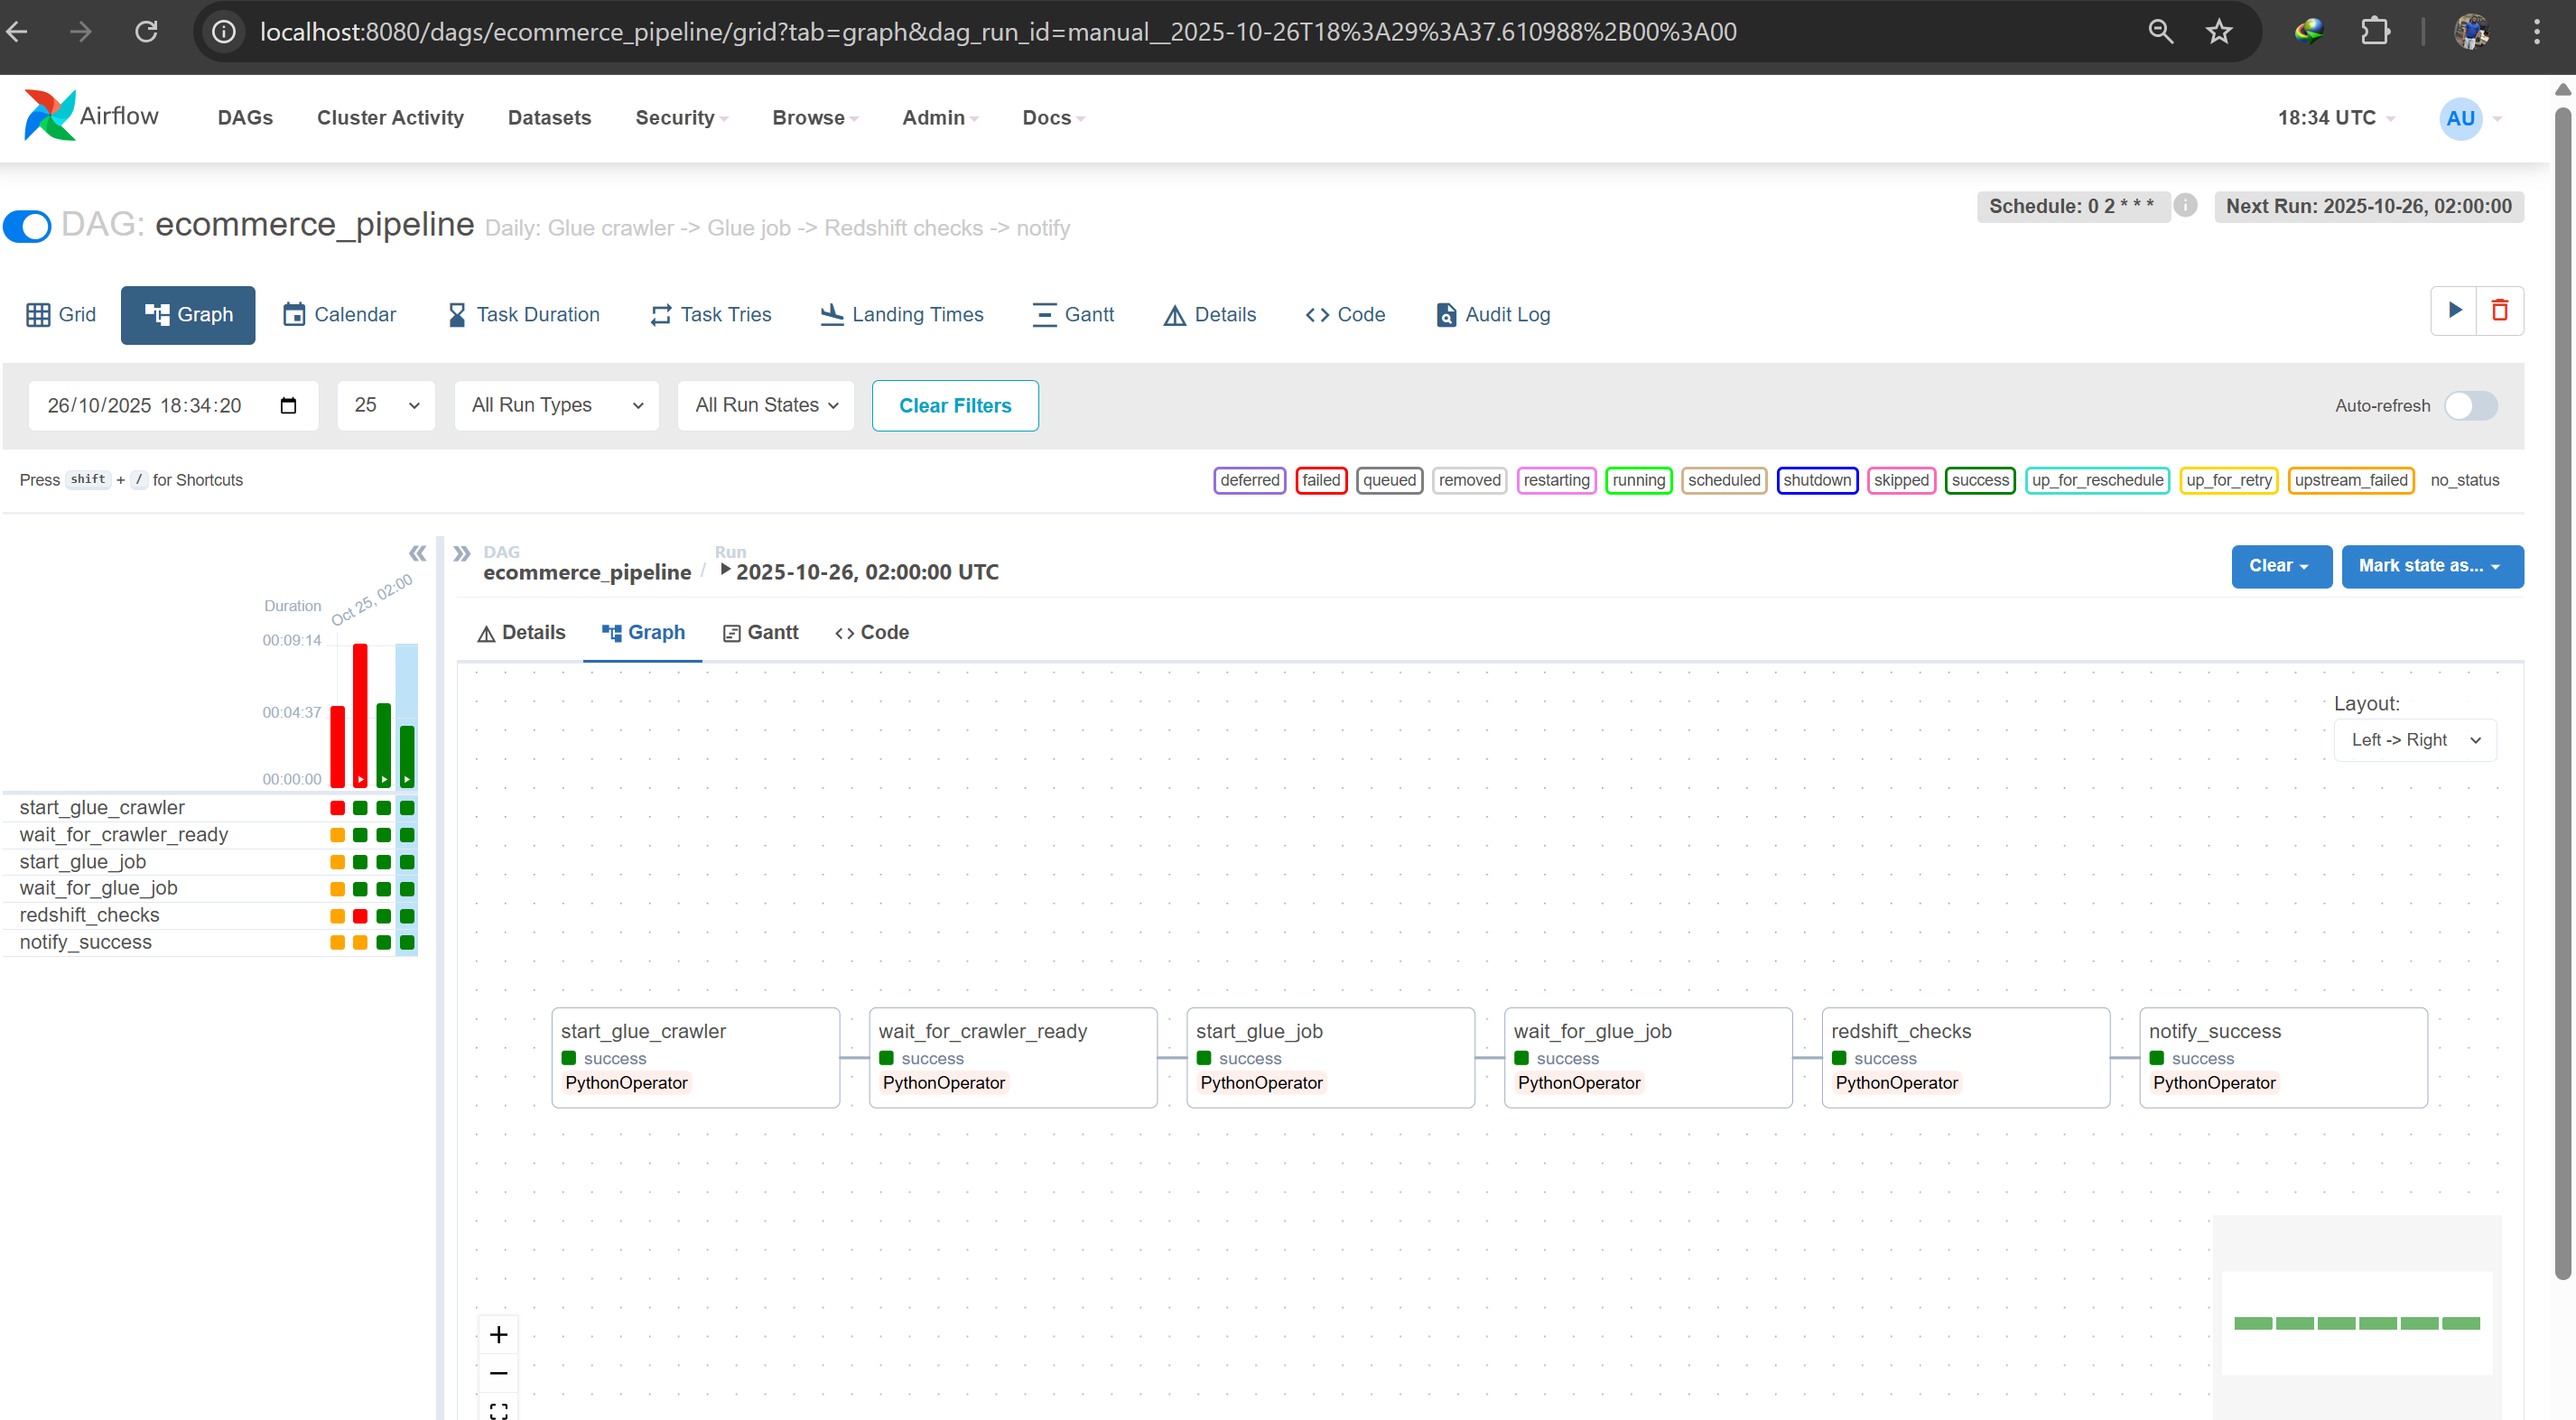 localhost:8080/dags/ecommerce_pipeline/grid?tab=graph&dag_run_id=manual__2025-10-26T18%3A29%3A37.610988%2B00%3A00
Airflow DAGs Cluster Activity Datasets Security Browse Admin Docs 18:34 UTC AU
Schedule: 0 2 * * * Next Run: 2025-10-26, 02:00:00
DAG: ecommerce_pipeline Daily: Glue crawler -> Glue job -> Redshift checks -> notify
Grid Graph Calendar Task Duration Task Tries Landing Times Gantt Details Code Audit Log
26/10/2025 18:34:20 25 All Run Types All Run States Clear Filters Auto-refresh
Press shift + / for Shortcuts deferred failed queued removed restarting running scheduled shutdown skipped success up_for_reschedule up_for_retry upstream_failed no_status
DAG Run
ecommerce_pipeline / 2025-10-26, 02:00:00 UTC Clear Mark state as...
Oct 25, 02:00
Duration
00:09:14
00:04:37
00:00:00
start_glue_crawler
wait_for_crawler_ready
start_glue_job
wait_for_glue_job
redshift_checks
notify_success
Details Graph Gantt Code
Layout:
Left -> Right
start_glue_crawler
success
PythonOperator
wait_for_crawler_ready
success
PythonOperator
start_glue_job
success
PythonOperator
wait_for_glue_job
success
PythonOperator
redshift_checks
success
PythonOperator
notify_success
success
PythonOperator